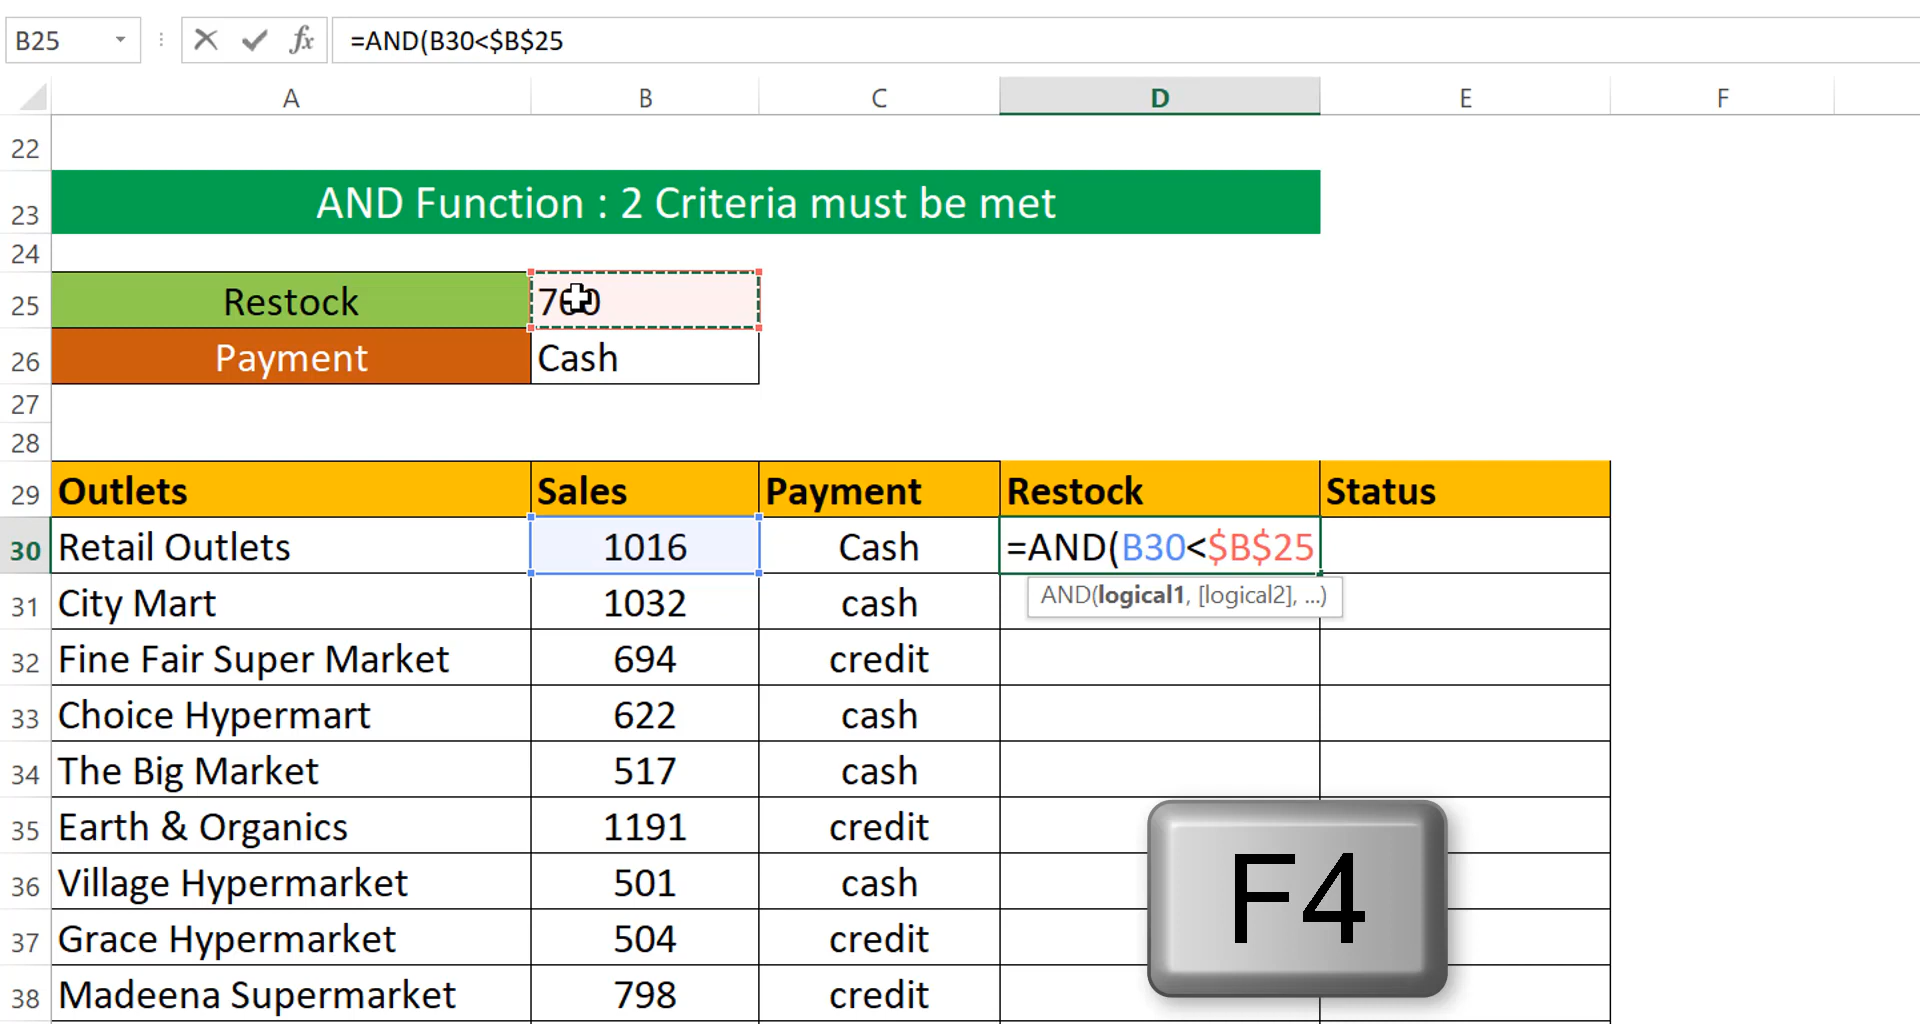 B25 fx =AND(B30<$B$25
A B C D E F
22
23 AND Function : 2 Criteria must be met
24
25 Restock
26 Payment Cash
27
28
29 Outlets Sales Payment Restock Status
30 Retail Outlets 1016 Cash =AND(B30<$B$25
AND(logical1, [logical2], ...)
31 City Mart 1032 cash
32 Fine Fair Super Market 694 credit
33 Choice Hypermart 622 cash
34 The Big Market 517 cash
35 Earth & Organics 1191 credit
36 Village Hypermarket 501 cash
37 Grace Hypermarket 504 credit
38 Madeena Supermarket 798 credit
F4